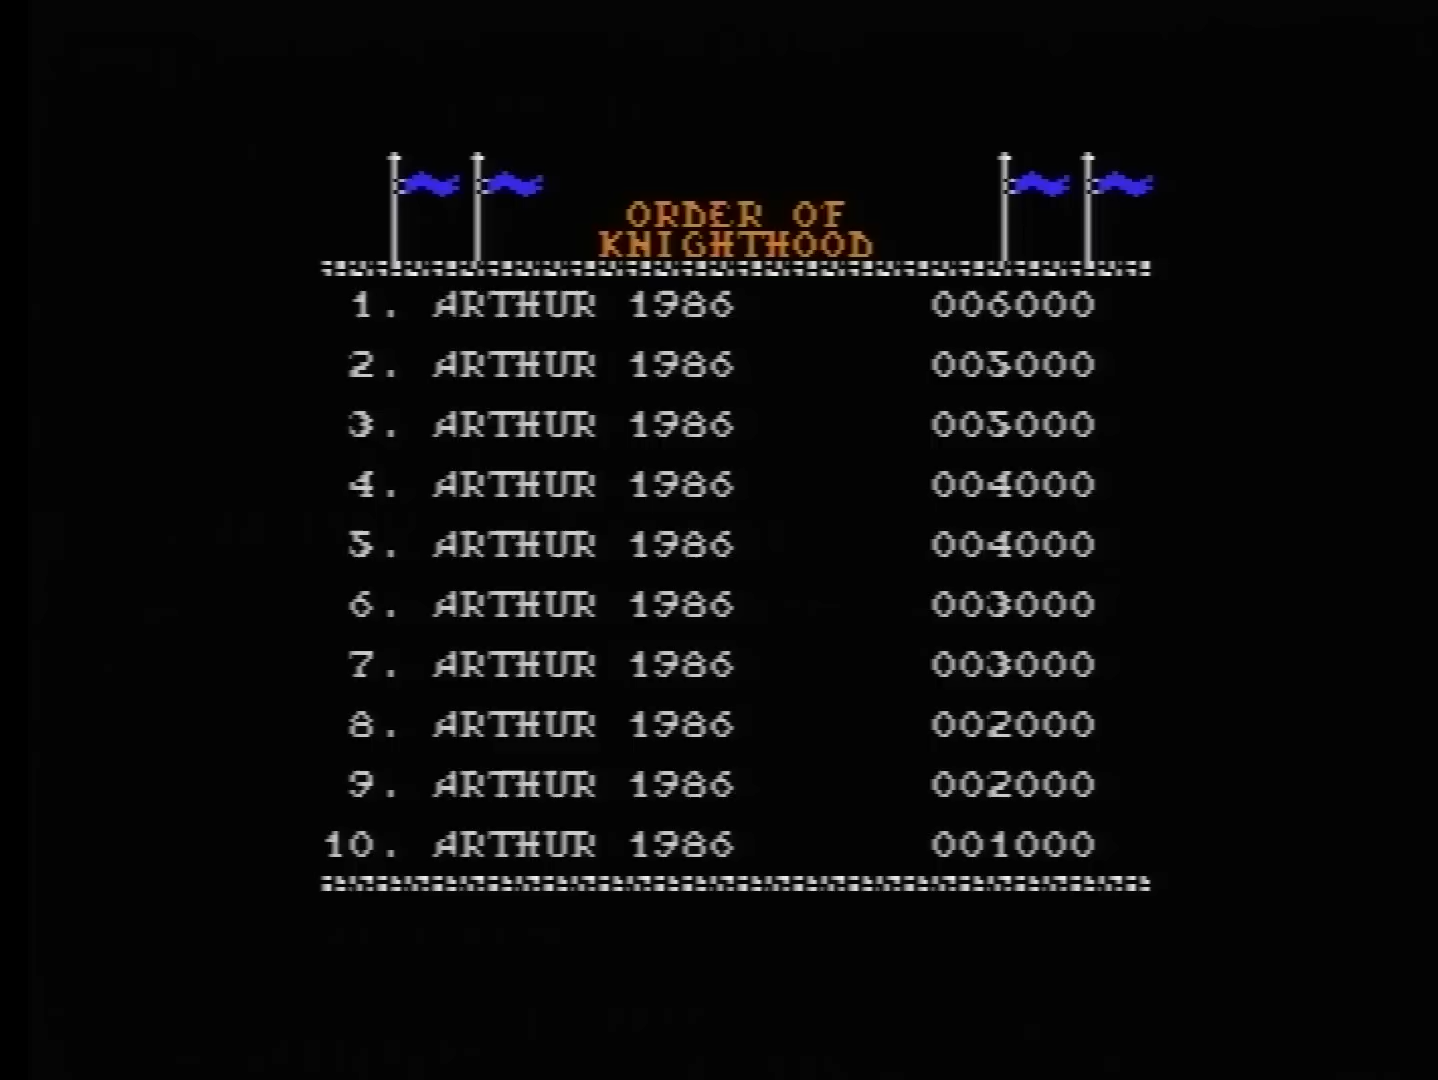 ORDER OF
KNIGHTHOOD
1. ARTHUR 1986 006000
2. ARTHUR 1986 005000
3. ARTHUR 1986 005000
4. ARTHUR 1986 004000
5. ARTHUR 1986 004000
6. ARTHUR 1986 003000
7. ARTHUR 1986 003000
8. ARTHUR 1986 002000
9. ARTHUR 1986 002000
10. ARTHUR 1986 001000